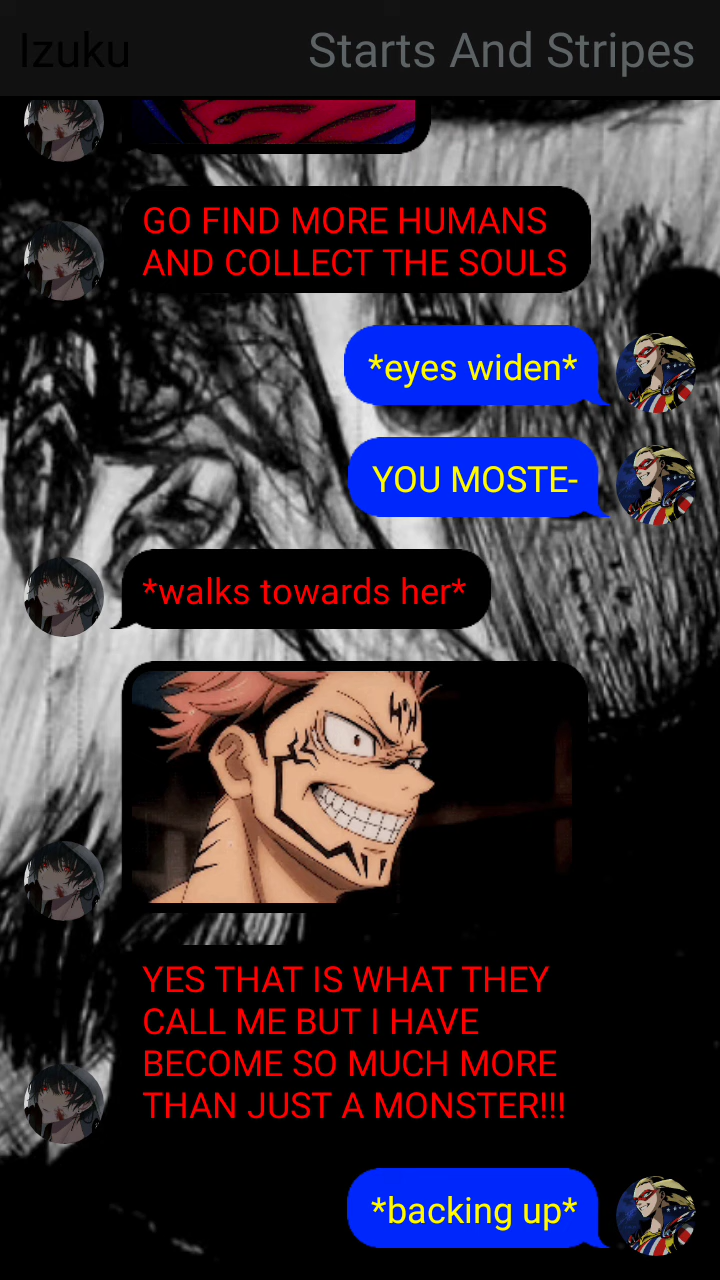 Izuku
Starts And Stripes
GO FIND MORE HUMANS
AND COLLECT THE SOULS
*eyes widen*
YOU MOSTE-
*walks towards her*
YES THAT IS WHAT THEY
CALL ME BUT I HAVE
BECOME SO MUCH MORE
THAN JUST A MONSTER!!!
*backing up*